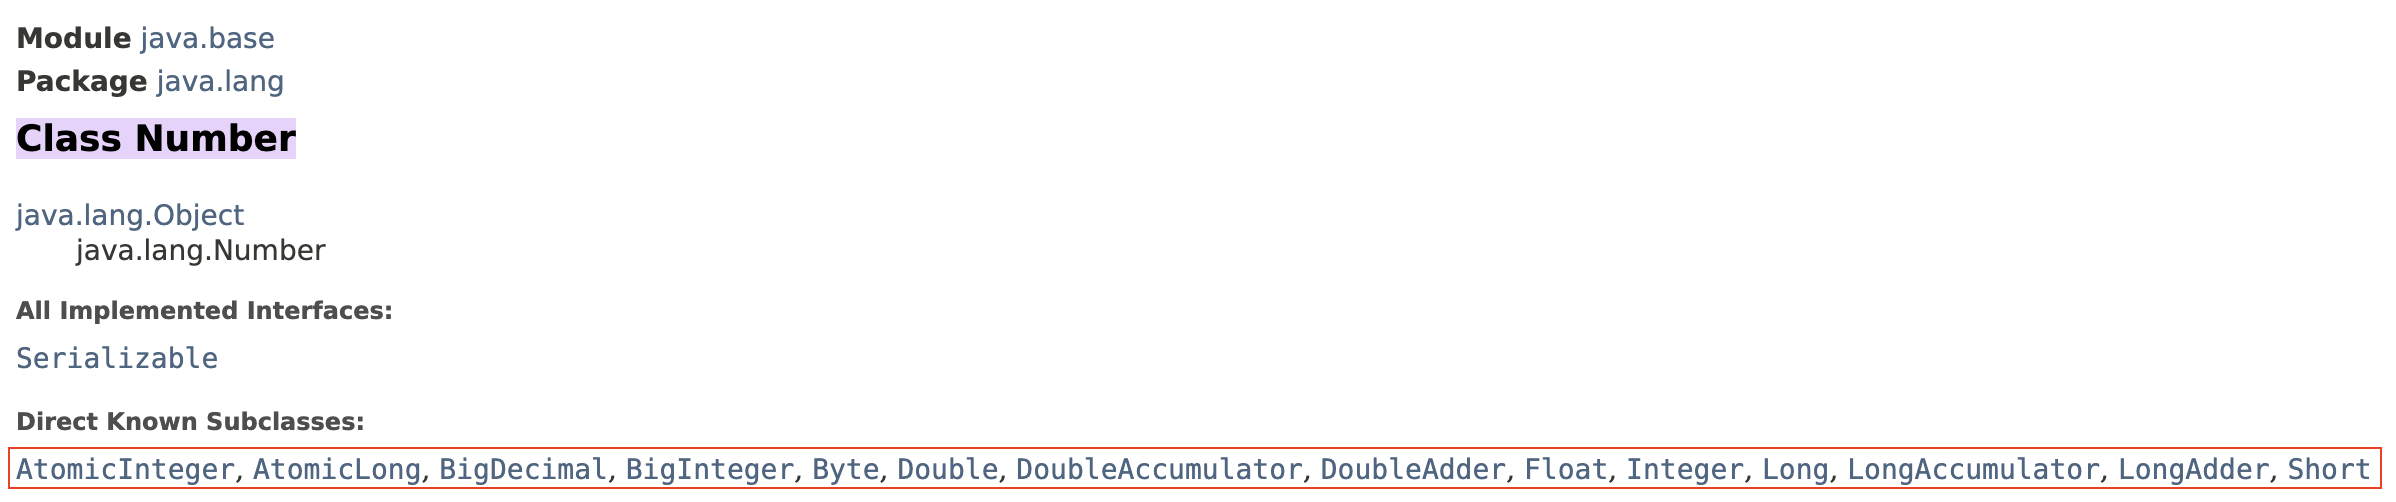 Module java.base
Package java.lang
Class Number
java.lang.Object
java.lang.Number
All Implemented Interfaces:
Serializable
Direct Known Subclasses:
AtomicInteger, AtomicLong, BigDecimal, BigInteger, Byte, Double, DoubleAccumulator, DoubleAdder, Float, Integer, Long, LongAccumulator, LongAdder, Short